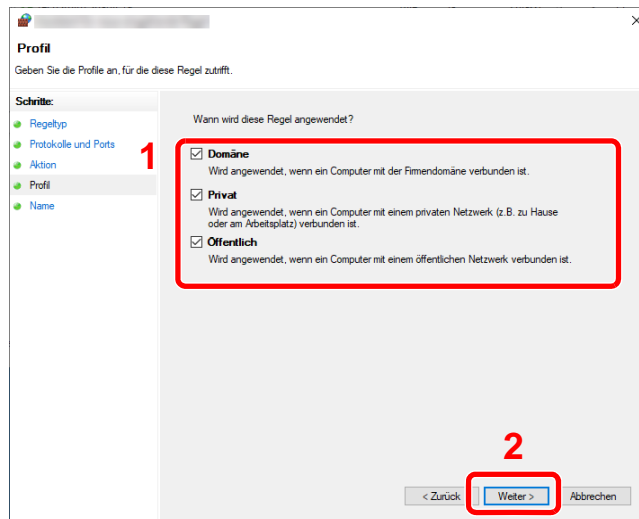 Profil
Geben Sie die Profile an, für die diese Regel zutrifft.
Schritte:
Regeltyp
Protokolle und Ports
Aktion
Profil
Name
1
Wann wird diese Regel angewendet?
Domäne
Wird angewendet, wenn ein Computer mit der Firmendomäne verbunden ist.
Privat
Wird angewendet, wenn ein Computer mit einem privaten Netzwerk (z.B. zu Hause
oder am Arbeitsplatz) verbunden ist.
Öffentlich
Wird angewendet, wenn ein Computer mit einem öffentlichen Netzwerk verbunden ist.
2
< Zurück
Weiter >
Abbrechen